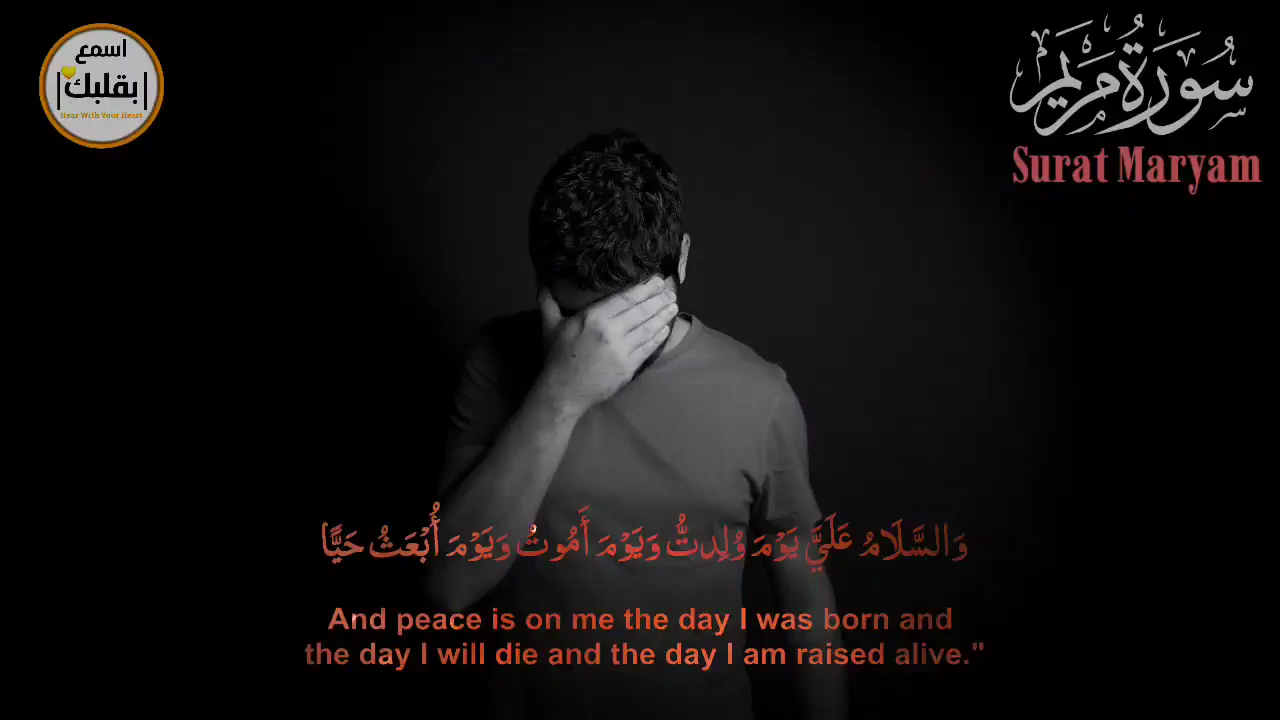 اسمع
بقلبك
Hear With Your Heart
سُورَةُ مَرْيَم
Surat Maryam
وَالسَّلَامُ عَلَيَّ يَوْمَ وُلِدتُّ وَيَوْمَ أَمُوتُ وَيَوْمَ أُبْعَثُ حَيًّا
And peace is on me the day I was born and
the day I will die and the day I am raised alive."